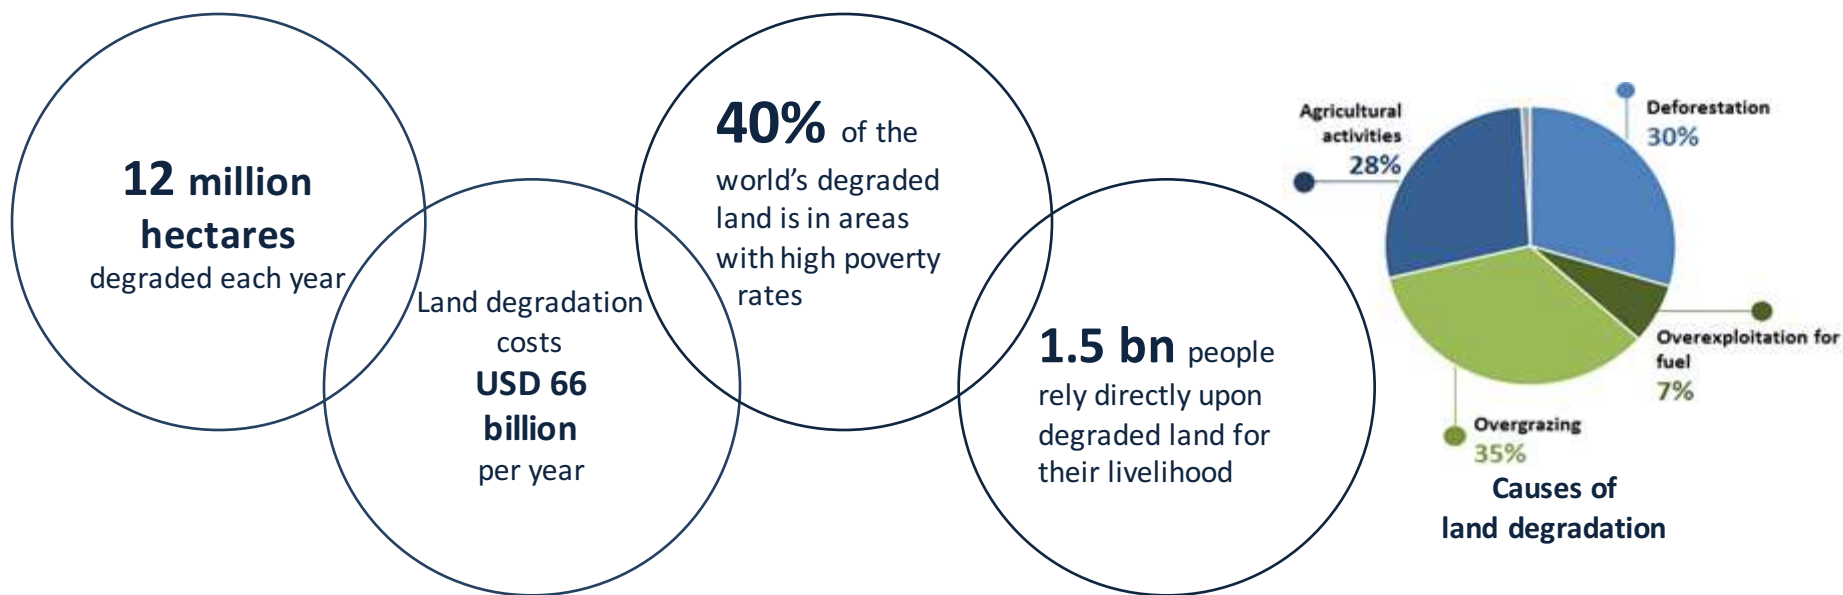 12 million
hectares
degraded each year
Land degradation
costs
USD 66
billion
per year
40% of the
world's degraded
land is in areas
with high poverty
rates
1.5 bn people
rely directly upon
degraded land for
their livelihood
Agricultural
activities
28%
Deforestation
30%
Overexploitation for
fuel
7%
Overgrazing
35%
Causes of
land degradation